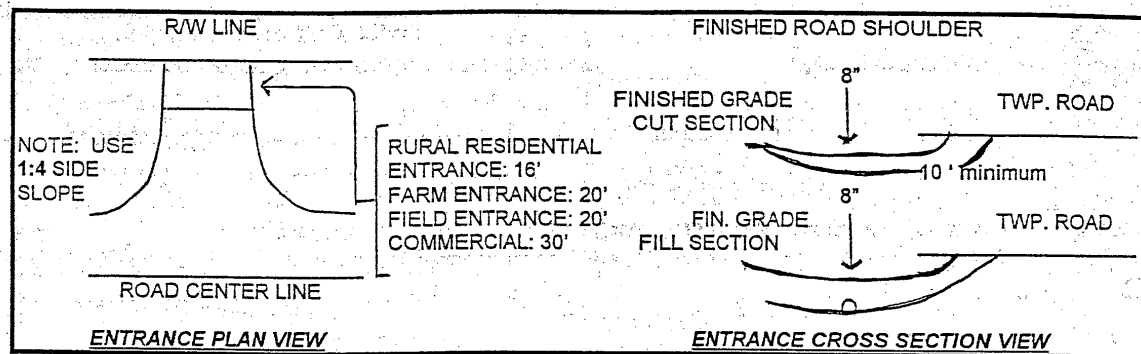 R/W LINE
NOTE: USE
1:4 SIDE
SLOPE
RURAL RESIDENTIAL
ENTRANCE: 16'
FARM ENTRANCE: 20'
FIELD ENTRANCE: 20'
COMMERCIAL: 30'
ROAD CENTER LINE
ENTRANCE PLAN VIEW
FINISHED ROAD SHOULDER
8"
FINISHED GRADE
CUT SECTION
TWP. ROAD
10 ' minimum
8"
FIN. GRADE
FILL SECTION
TWP. ROAD
ENTRANCE CROSS SECTION VIEW